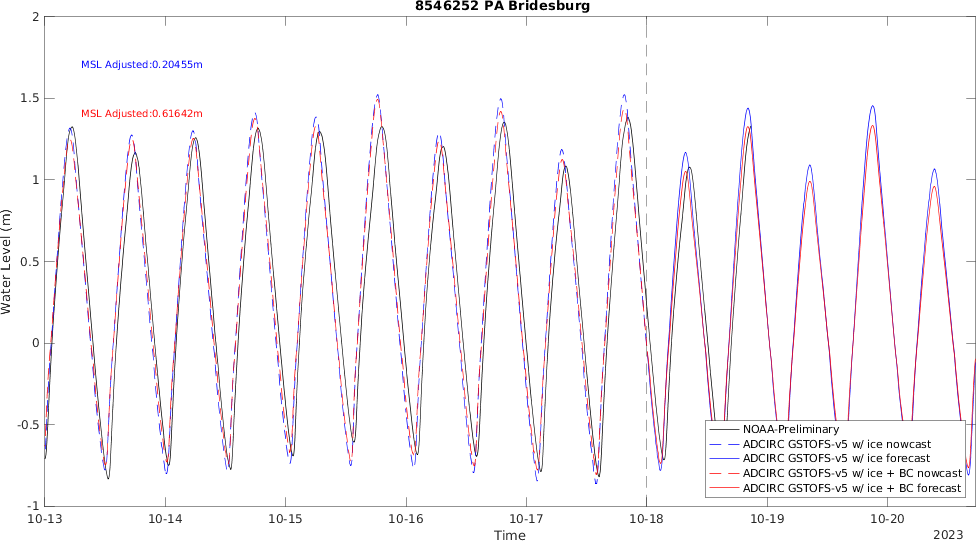 8546252 PA Bridesburg
MSL Adjusted:0.20455m
MSL Adjusted:0.61642m
Water Level (m)
2
1.5
1
0.5
0
-0.5
-1
NOAA-Preliminary
ADCIRC GSTOFS-v5 w/ ice nowcast
ADCIRC GSTOFS-v5 w/ ice forecast
ADCIRC GSTOFS-v5 w/ ice + BC nowcast
ADCIRC GSTOFS-v5 w/ ice + BC forecast
10-13 10-14 10-15 10-16 10-17 10-18 10-19 10-20
Time
2023